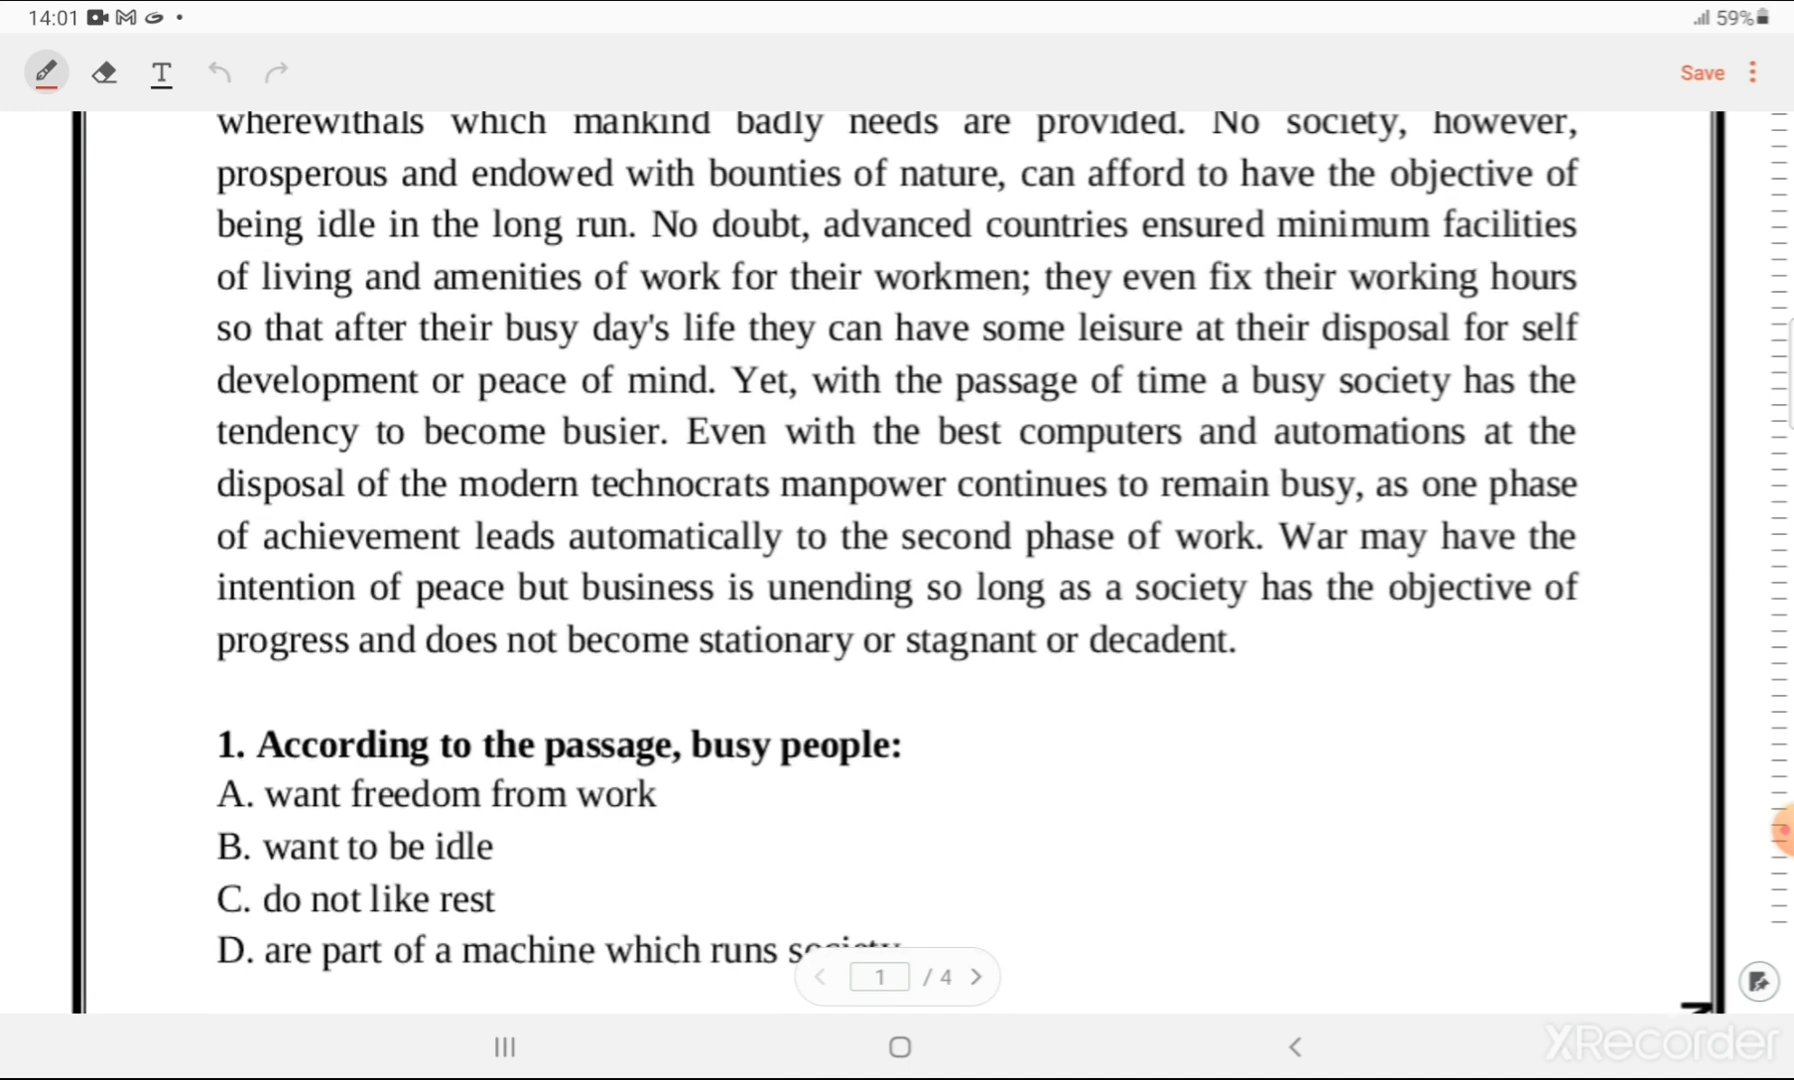 14:01
59%
T
Save
wherewithals which mankind badly needs are provided. No society, however,
prosperous and endowed with bounties of nature, can afford to have the objective of
being idle in the long run. No doubt, advanced countries ensured minimum facilities
of living and amenities of work for their workmen; they even fix their working hours
so that after their busy day's life they can have some leisure at their disposal for self
development or peace of mind. Yet, with the passage of time a busy society has the
tendency to become busier. Even with the best computers and automations at the
disposal of the modern technocrats manpower continues to remain busy, as one phase
of achievement leads automatically to the second phase of work. War may have the
intention of peace but business is unending so long as a society has the objective of
progress and does not become stationary or stagnant or decadent.
1. According to the passage, busy people:
A. want freedom from work
B. want to be idle
C. do not like rest
D. are part of a machine which runs society
1 / 4
XRecorder